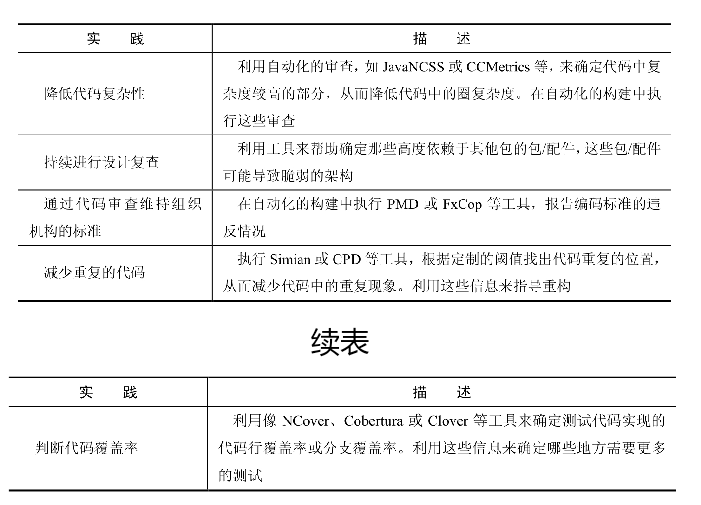 实 践 描 述
利用自动化的审查，如 JavaNCSS 或 CCMetrics 等，来确定代码中复
降低代码复杂性
杂度较高的部分，从而降低代码中的圈复杂度。在自动化的构建中执
行这些审查
利用工具来帮助确定那些高度依赖于其他包的包/配件，这些包/配件
持续进行设计复查
可能导致脆弱的架构
通过代码审查维持组织
在自动化的构建中执行 PMD 或 FxCop 等工具，报告编码标准的违
机构的标准
反情况
执行 Simian 或 CPD 等工具，根据定制的阈值找出代码重复的位置，
减少重复的代码
从而减少代码中的重复现象。利用这些信息来指导重构
续表
实 践 描 述
利用像 NCover、Cobertura 或 Clover 等工具来确定测试代码实现的
判断代码覆盖率
代码行覆盖率或分支覆盖率。利用这些信息来确定哪些地方需要更多
的测试